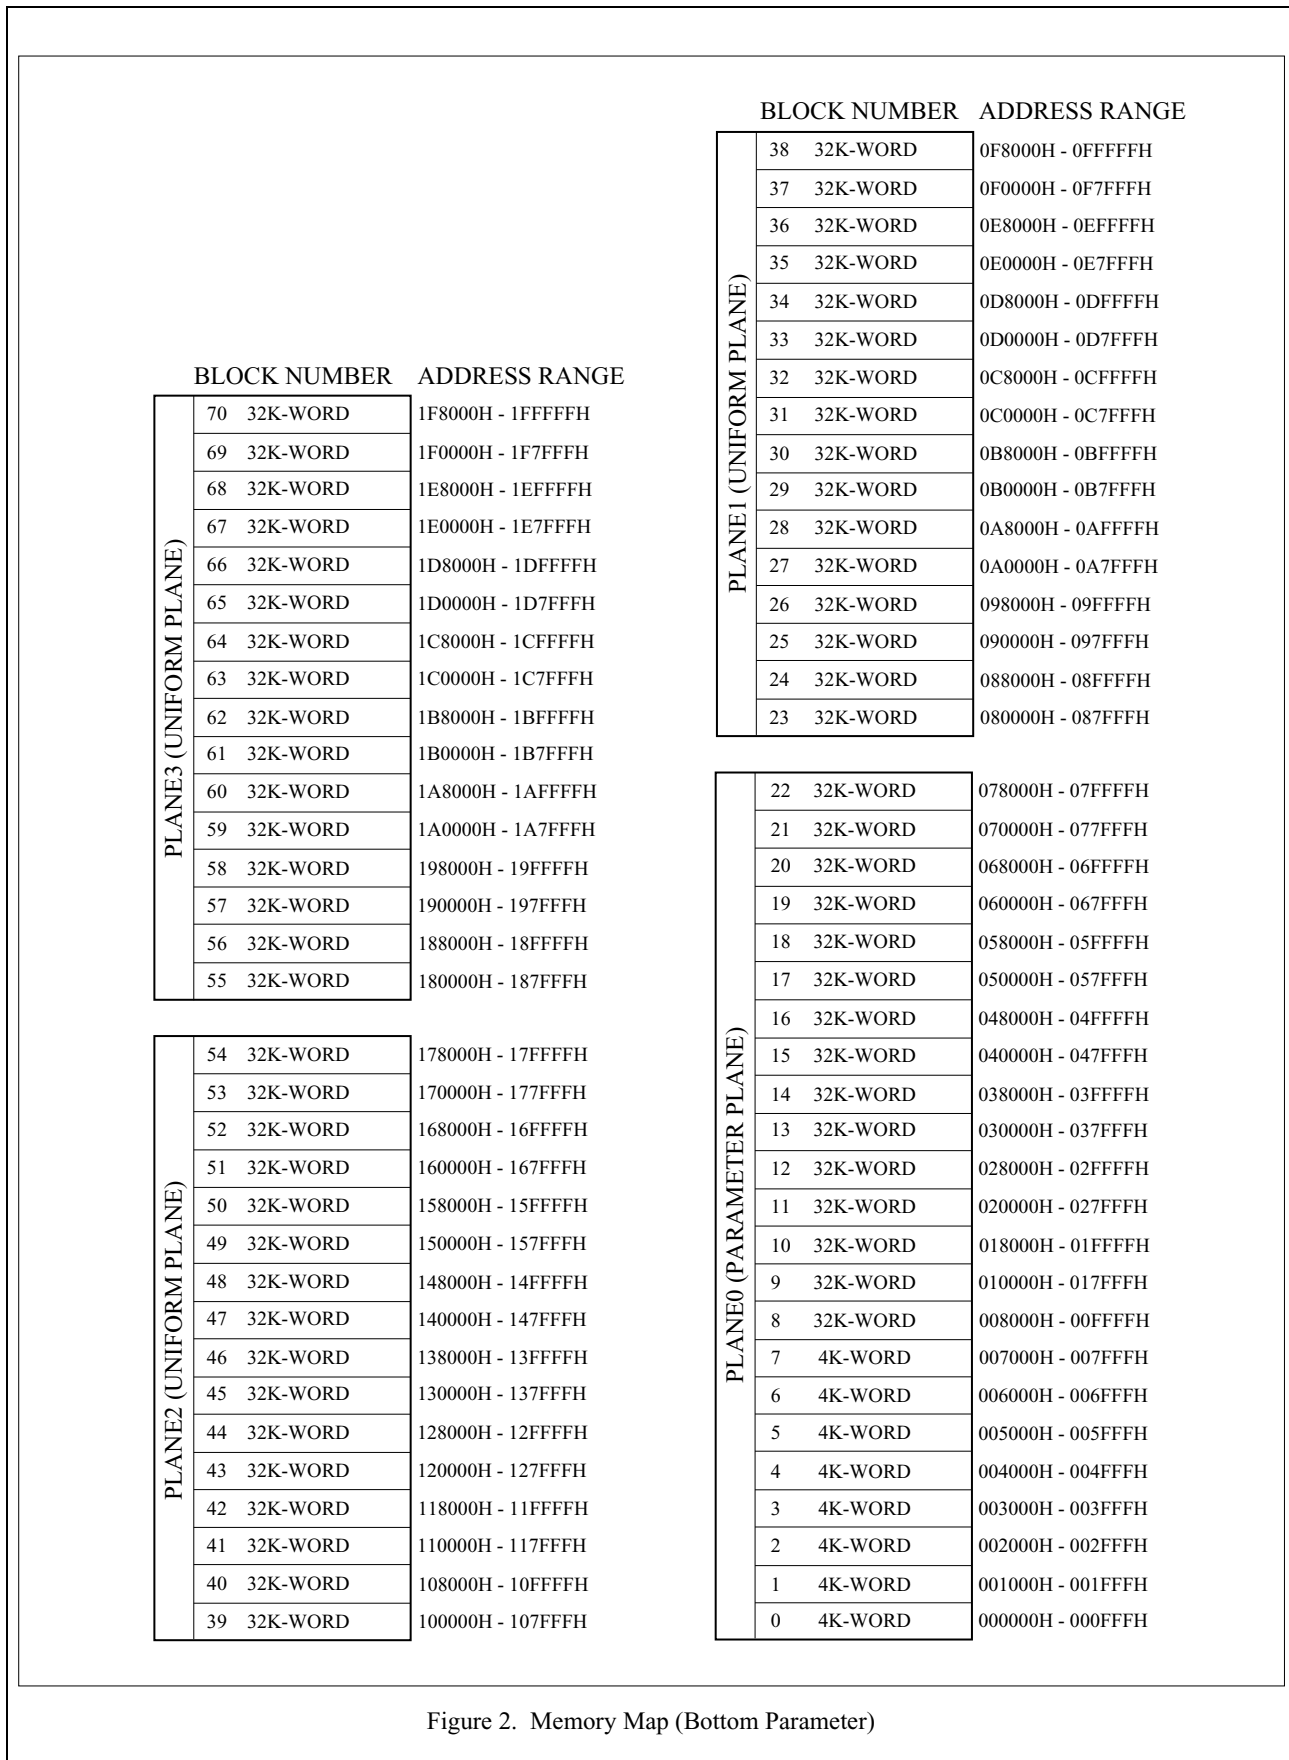 BLOCK NUMBER ADDRESS RANGE
PLANE3 (UNIFORM PLANE)
70 32K-WORD 1F8000H - 1FFFFFH
69 32K-WORD 1F0000H - 1F7FFFH
68 32K-WORD 1E8000H - 1EFFFFH
67 32K-WORD 1E0000H - 1E7FFFH
66 32K-WORD 1D8000H - 1DFFFFH
65 32K-WORD 1D0000H - 1D7FFFH
64 32K-WORD 1C8000H - 1CFFFFH
63 32K-WORD 1C0000H - 1C7FFFH
62 32K-WORD 1B8000H - 1BFFFFH
61 32K-WORD 1B0000H - 1B7FFFH
60 32K-WORD 1A8000H - 1AFFFFH
59 32K-WORD 1A0000H - 1A7FFFH
58 32K-WORD 198000H - 19FFFFH
57 32K-WORD 190000H - 197FFFH
56 32K-WORD 188000H - 18FFFFH
55 32K-WORD 180000H - 187FFFH
PLANE2 (UNIFORM PLANE)
54 32K-WORD 178000H - 17FFFFH
53 32K-WORD 170000H - 177FFFH
52 32K-WORD 168000H - 16FFFFH
51 32K-WORD 160000H - 167FFFH
50 32K-WORD 158000H - 15FFFFH
49 32K-WORD 150000H - 157FFFH
48 32K-WORD 148000H - 14FFFFH
47 32K-WORD 140000H - 147FFFH
46 32K-WORD 138000H - 13FFFFH
45 32K-WORD 130000H - 137FFFH
44 32K-WORD 128000H - 12FFFFH
43 32K-WORD 120000H - 127FFFH
42 32K-WORD 118000H - 11FFFFH
41 32K-WORD 110000H - 117FFFH
40 32K-WORD 108000H - 10FFFFH
39 32K-WORD 100000H - 107FFFH
BLOCK NUMBER ADDRESS RANGE
PLANE1 (UNIFORM PLANE)
38 32K-WORD 0F8000H - 0FFFFFH
37 32K-WORD 0F0000H - 0F7FFFH
36 32K-WORD 0E8000H - 0EFFFFH
35 32K-WORD 0E0000H - 0E7FFFH
34 32K-WORD 0D8000H - 0DFFFFH
33 32K-WORD 0D0000H - 0D7FFFH
32 32K-WORD 0C8000H - 0CFFFFH
31 32K-WORD 0C0000H - 0C7FFFH
30 32K-WORD 0B8000H - 0BFFFFH
29 32K-WORD 0B0000H - 0B7FFFH
28 32K-WORD 0A8000H - 0AFFFFH
27 32K-WORD 0A0000H - 0A7FFFH
26 32K-WORD 098000H - 09FFFFH
25 32K-WORD 090000H - 097FFFH
24 32K-WORD 088000H - 08FFFFH
23 32K-WORD 080000H - 087FFFH
PLANE0 (PARAMETER PLANE)
22 32K-WORD 078000H - 07FFFFH
21 32K-WORD 070000H - 077FFFH
20 32K-WORD 068000H - 06FFFFH
19 32K-WORD 060000H - 067FFFH
18 32K-WORD 058000H - 05FFFFH
17 32K-WORD 050000H - 057FFFH
16 32K-WORD 048000H - 04FFFFH
15 32K-WORD 040000H - 047FFFH
14 32K-WORD 038000H - 03FFFFH
13 32K-WORD 030000H - 037FFFH
12 32K-WORD 028000H - 02FFFFH
11 32K-WORD 020000H - 027FFFH
10 32K-WORD 018000H - 01FFFFH
9 32K-WORD 010000H - 017FFFH
8 32K-WORD 008000H - 00FFFFH
7 4K-WORD 007000H - 007FFFH
6 4K-WORD 006000H - 006FFFH
5 4K-WORD 005000H - 005FFFH
4 4K-WORD 004000H - 004FFFH
3 4K-WORD 003000H - 003FFFH
2 4K-WORD 002000H - 002FFFH
1 4K-WORD 001000H - 001FFFH
0 4K-WORD 000000H - 000FFFH
Figure 2. Memory Map (Bottom Parameter)